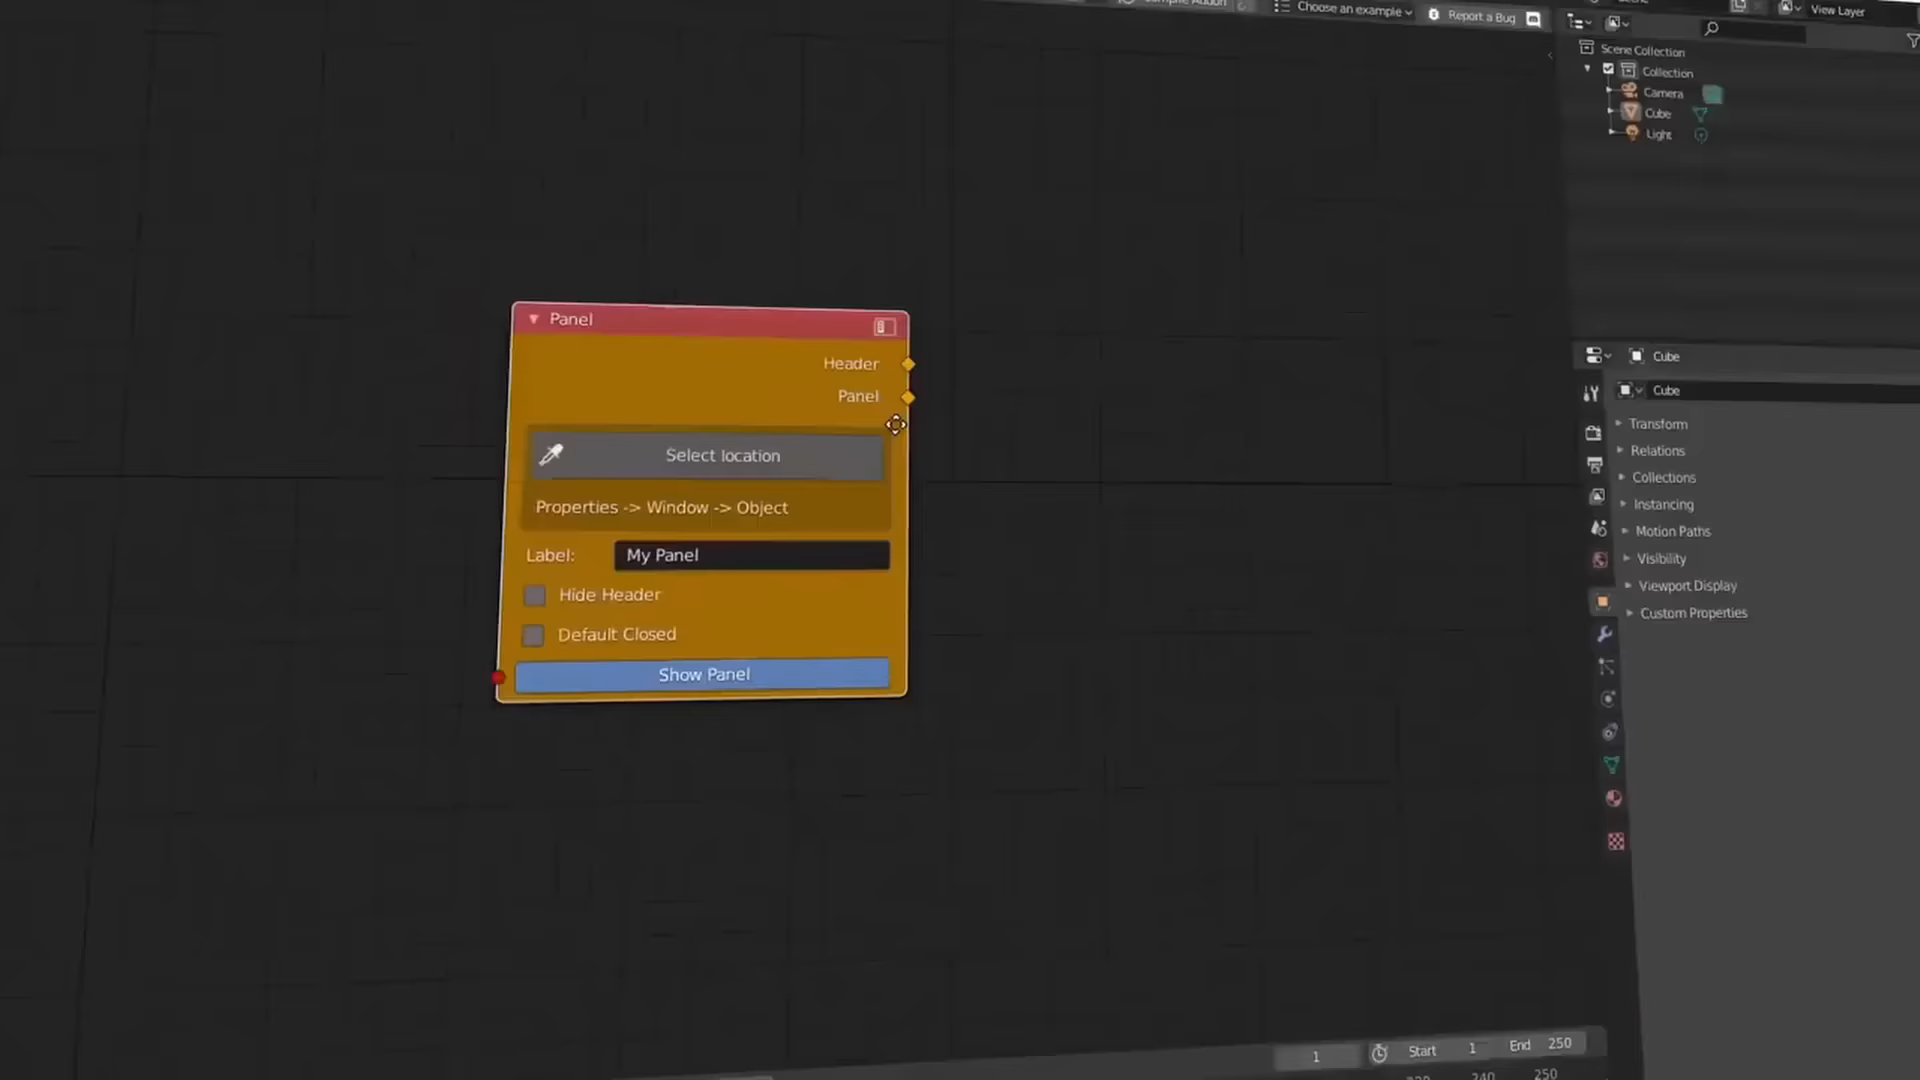 Choose an example
Report a Bug
View Layer
Scene Collection
Collection
Camera
Cube
Light
Panel
Header
Panel
Select location
Properties -> Window -> Object
Label:
My Panel
Hide Header
Default Closed
Show Panel
Cube
Cube
Transform
Relations
Collections
Instancing
Motion Paths
Visibility
Viewport Display
Custom Properties
1
Start 1
End 250
240
250